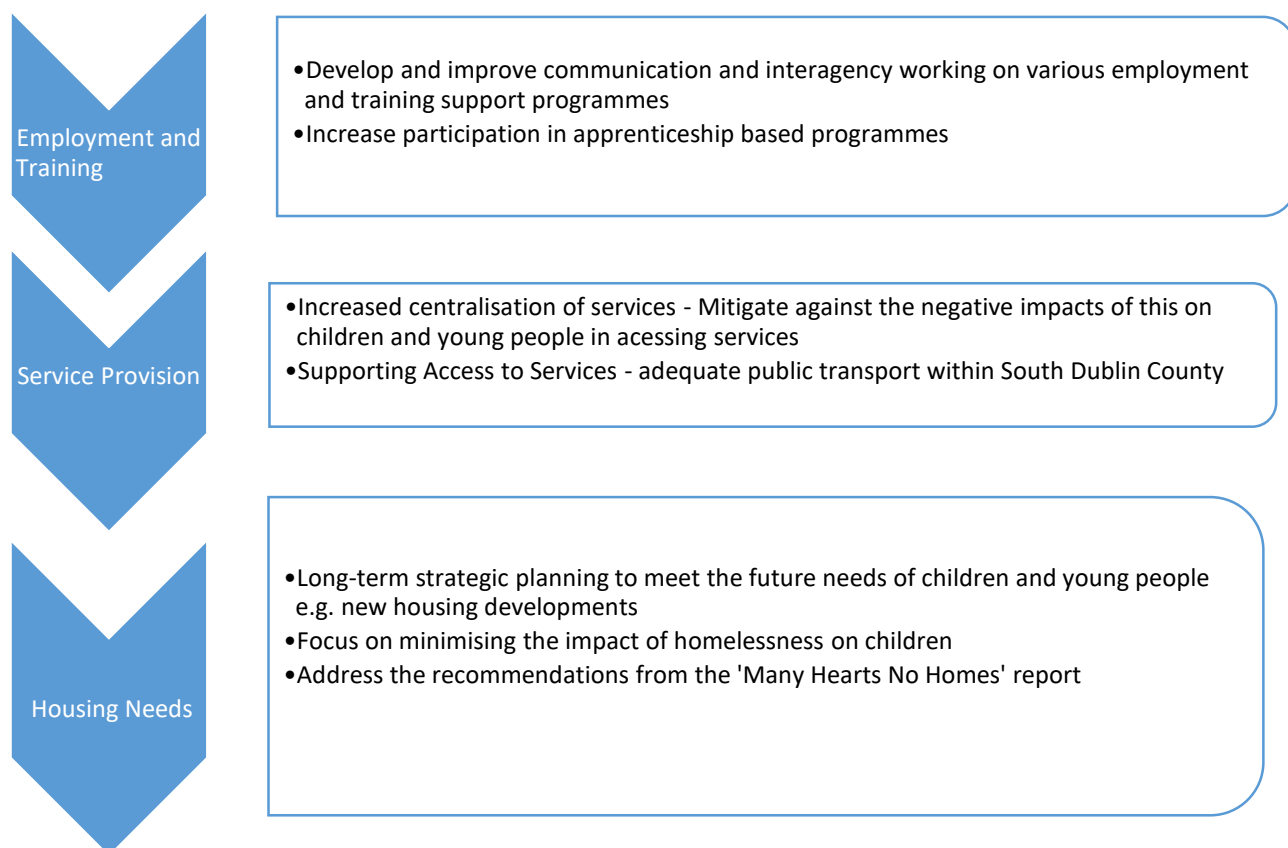 Employment and
Training
•Develop and improve communication and interagency working on various employment
and training support programmes
•Increase participation in apprenticeship based programmes
Service Provision
•Increased centralisation of services - Mitigate against the negative impacts of this on
children and young people in acessing services
•Supporting Access to Services - adequate public transport within South Dublin County
Housing Needs
•Long-term strategic planning to meet the future needs of children and young people
e.g. new housing developments
•Focus on minimising the impact of homelessness on children
•Address the recommendations from the 'Many Hearts No Homes' report